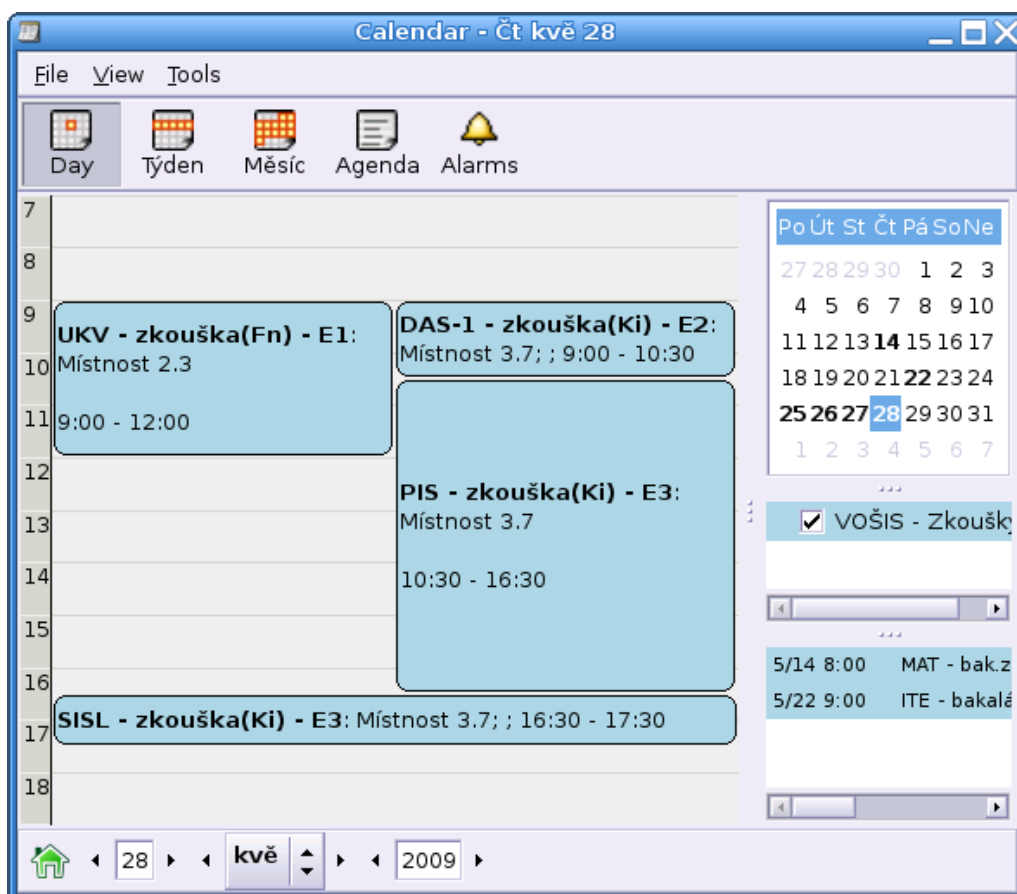 Calendar - Čt kvě 28
File View Tools
Day Týden Měsíc Agenda Alarms
7
8
9
10
11
12
13
14
15
16
17
18
UKV - zkouška(Fn) - E1:
Místnost 2.3
9:00 - 12:00
DAS-1 - zkouška(Ki) - E2:
Místnost 3.7; ; 9:00 - 10:30
PIS - zkouška(Ki) - E3:
Místnost 3.7
10:30 - 16:30
SISL - zkouška(Ki) - E3: Místnost 3.7; ; 16:30 - 17:30
Po Út St Čt Pá So Ne
27 28 29 30 1 2 3
4 5 6 7 8 9 10
11 12 13 14 15 16 17
18 19 20 21 22 23 24
25 26 27 28 29 30 31
1 2 3 4 5 6 7
VOŠIS - Zkoušky
5/14 8:00 MAT - bak.z
5/22 9:00 ITE - bakalá
28 kvě 2009